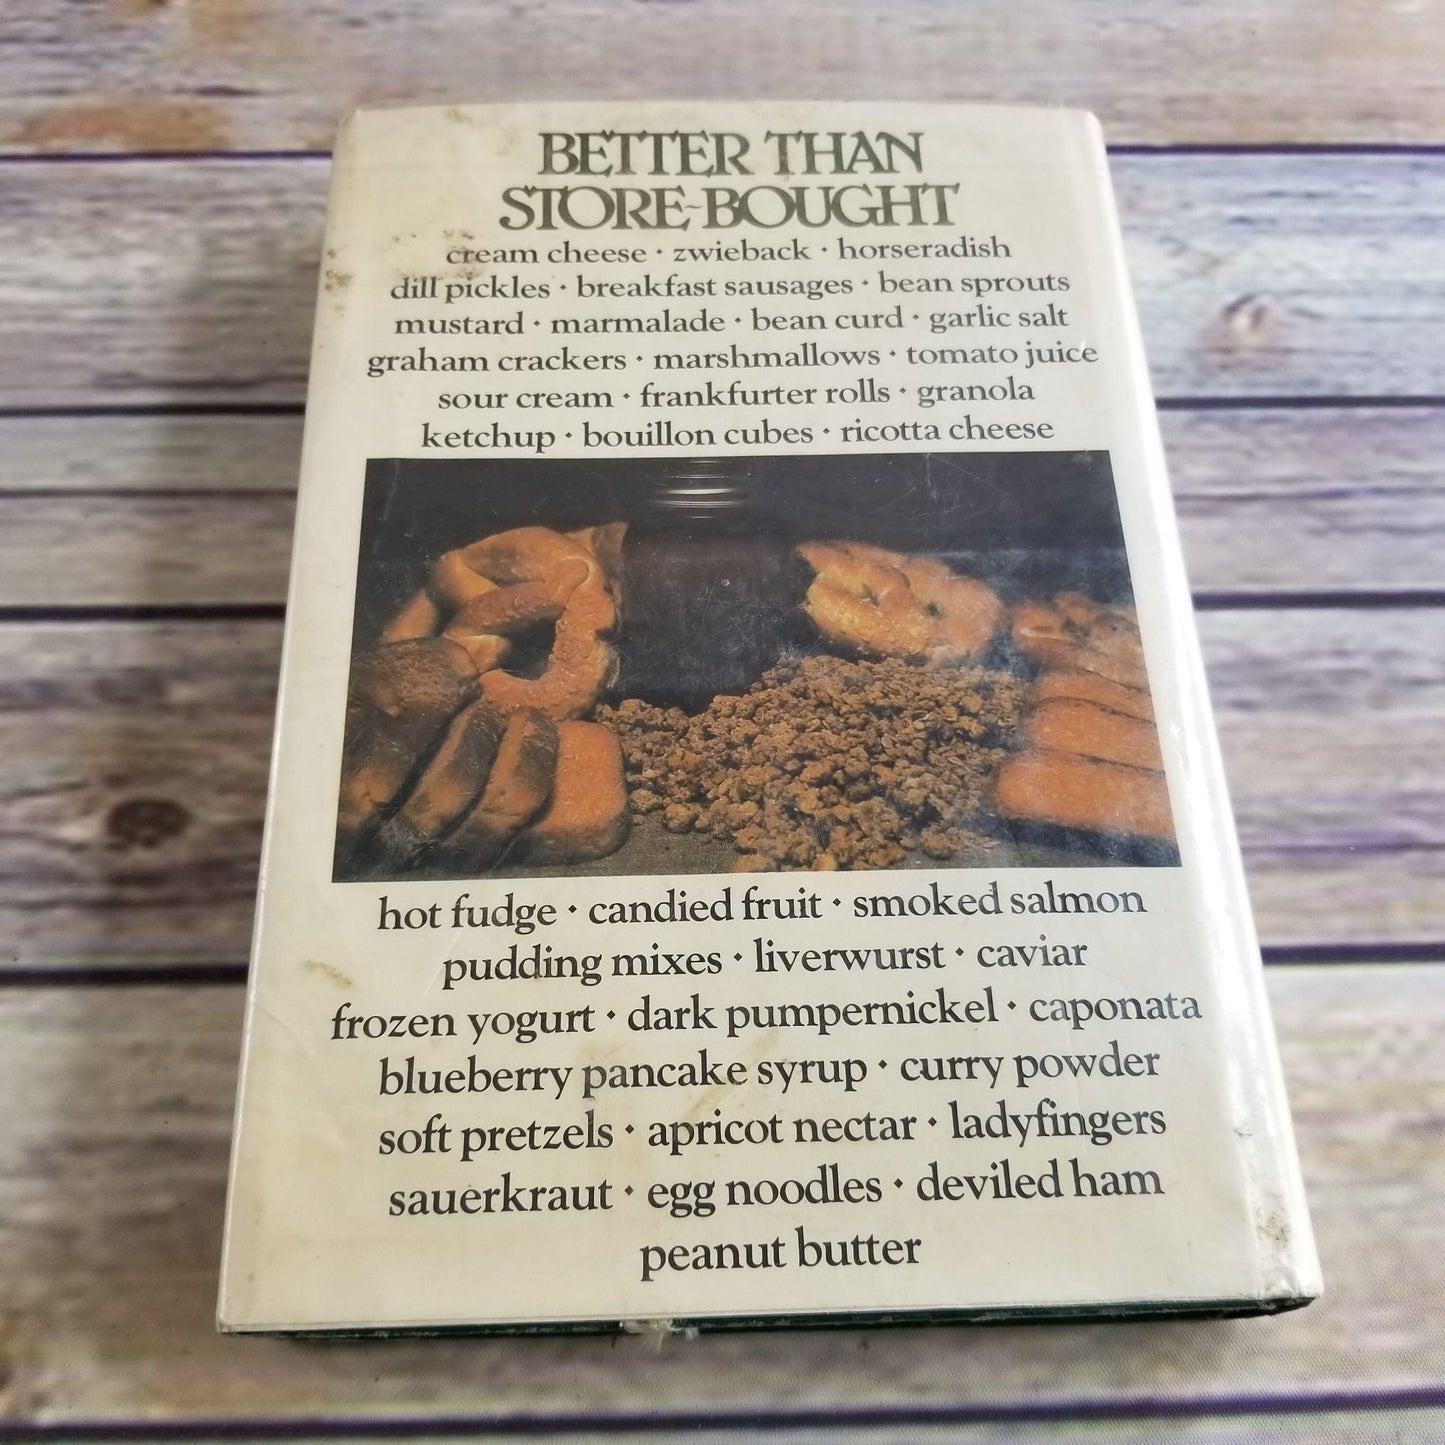 BETTER THAN
STORE-BOUGHT
cream cheese · zwieback · horseradish
dill pickles · breakfast sausages · bean sprouts
mustard · marmalade · bean curd · garlic salt
graham crackers · marshmallows · tomato juice
sour cream · frankfurter rolls · granola
ketchup · bouillon cubes · ricotta cheese
hot fudge · candied fruit · smoked salmon
pudding mixes · liverwurst · caviar
frozen yogurt · dark pumpernickel · caponata
blueberry pancake syrup · curry powder
soft pretzels · apricot nectar · ladyfingers
sauerkraut · egg noodles · deviled ham
peanut butter